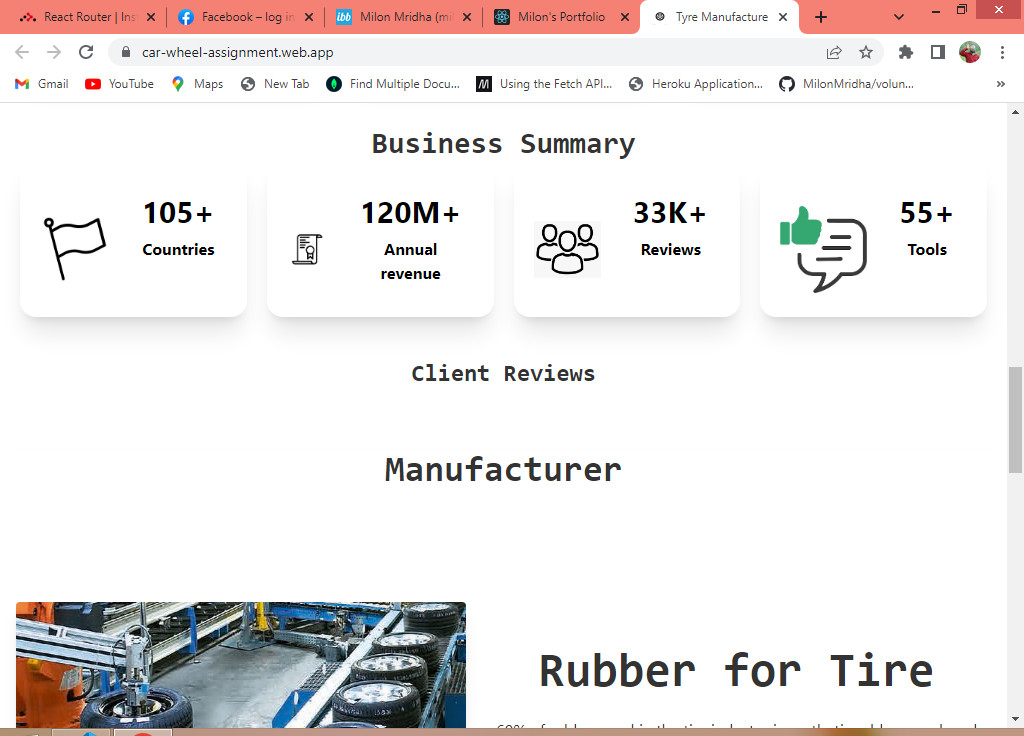 React Router | Ins
Facebook – log in
ibb
Milon Mridha (mil
Milon's Portfolio
Tyre Manufacture
car-wheel-assignment.web.app
Gmail
YouTube
Maps
New Tab
Find Multiple Docu...
M
Using the Fetch API...
Heroku Application...
MilonMridha/volun...
Business Summary
105+
Countries
120M+
Annual
revenue
33K+
Reviews
55+
Tools
Client Reviews
Manufacturer
Rubber for Tire